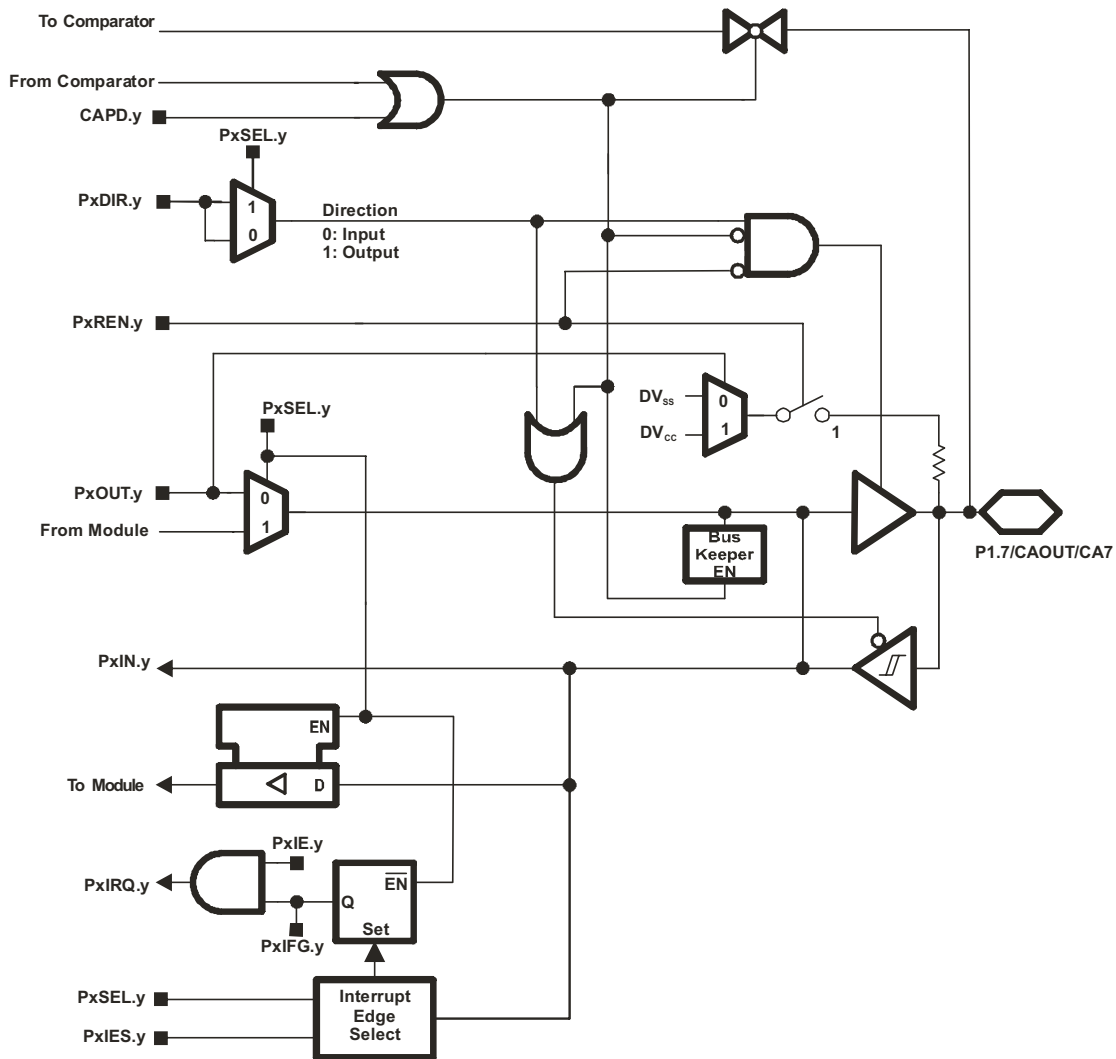 To Comparator
From Comparator
CAPD.y
PxSEL.y
PxDIR.y
1
0
Direction
0: Input
1: Output
PxREN.y
PxSEL.y
DVSS
0
DVCC
1
1
PxOUT.y
0
From Module
1
Bus
Keeper
EN
P1.7/CAOUT/CA7
PxIN.y
EN
To Module
D
PxIE.y
PxIRQ.y
EN
Q
Set
PxIFG.y
PxSEL.y
PxIES.y
Interrupt
Edge
Select